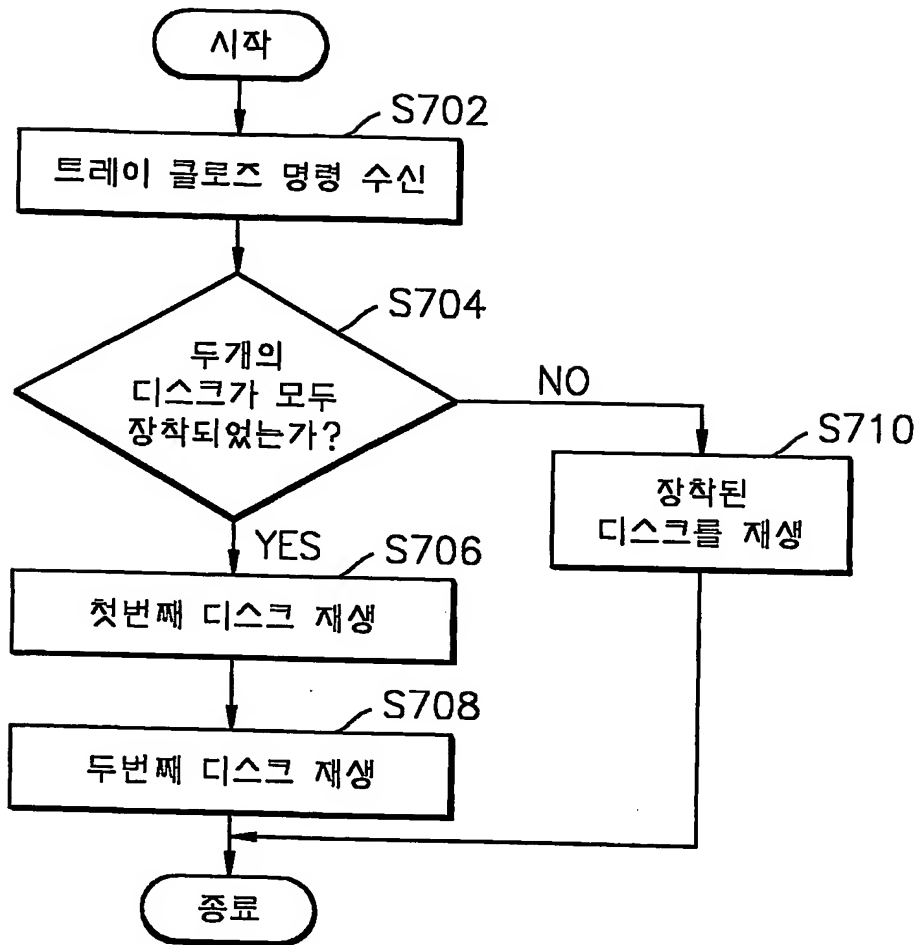 시작
S702
트레이 클로즈 명령 수신
S704
두개의
디스크가 모두
장착되었는가?
NO
S710
장착된
디스크를 재생
YES
S706
첫번째 디스크 재생
S708
두번째 디스크 재생
종료